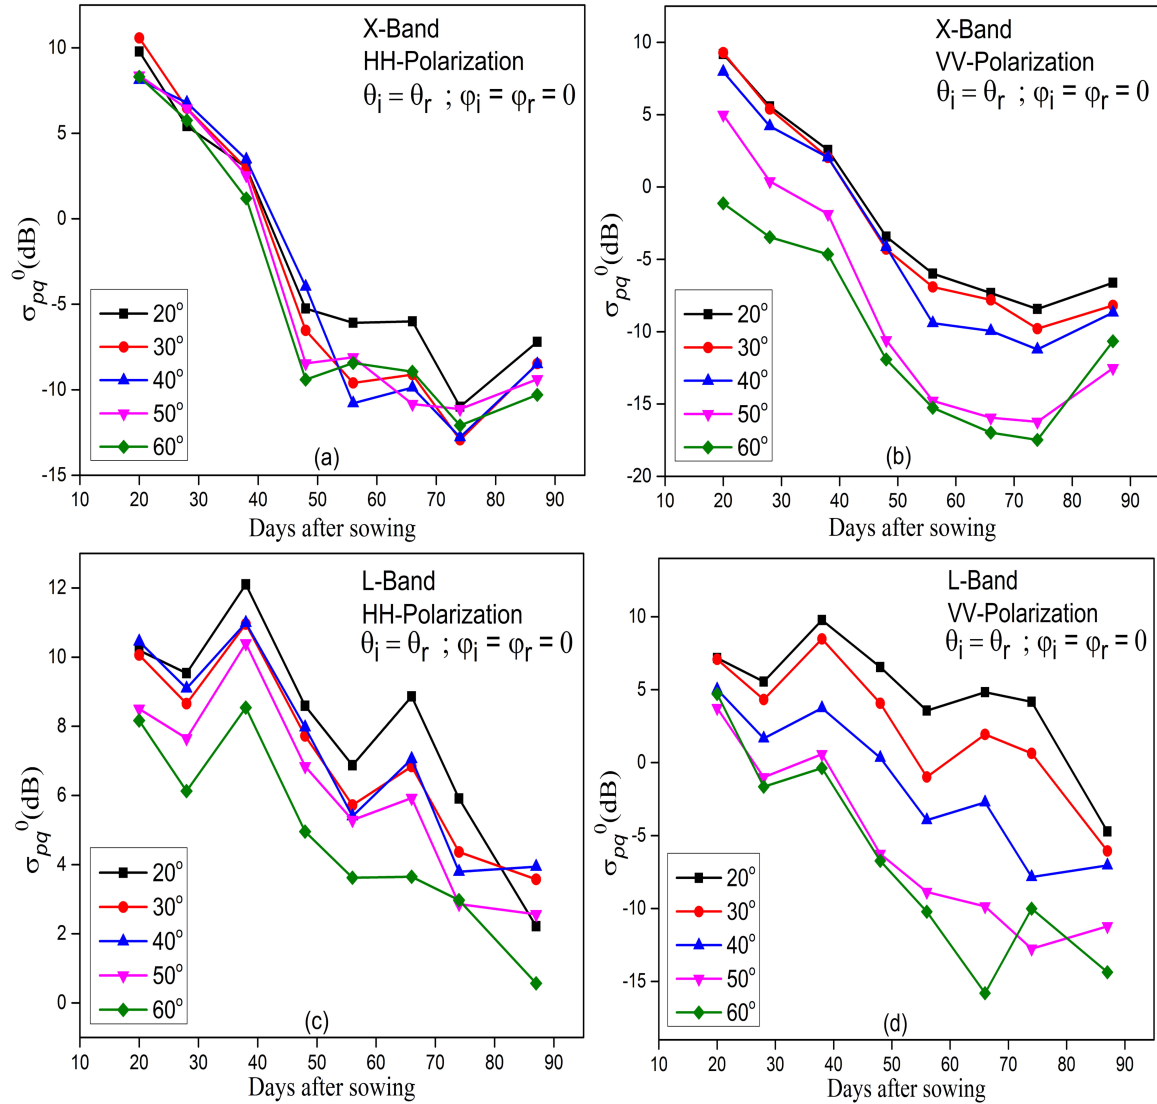 X-Band
HH-Polarization
θi = θr ; φi = φr = 0
10
5
0
-5
-10
-15
σpq⁰(dB)
20°
30°
40°
50°
60°
(a)
10 20 30 40 50 60 70 80 90
Days after sowing
X-Band
VV-Polarization
θi = θr ; φi = φr = 0
10
5
0
-5
-10
-15
-20
σpq⁰(dB)
20°
30°
40°
50°
60°
(b)
10 20 30 40 50 60 70 80 90
Days after sowing
L-Band
HH-Polarization
θi = θr ; φi = φr = 0
12
10
8
6
4
2
0
σpq⁰(dB)
20°
30°
40°
50°
60°
(c)
10 20 30 40 50 60 70 80 90
Days after sowing
L-Band
VV-Polarization
θi = θr ; φi = φr = 0
10
5
0
-5
-10
-15
σpq⁰(dB)
20°
30°
40°
50°
60°
(d)
10 20 30 40 50 60 70 80 90
Days after sowing